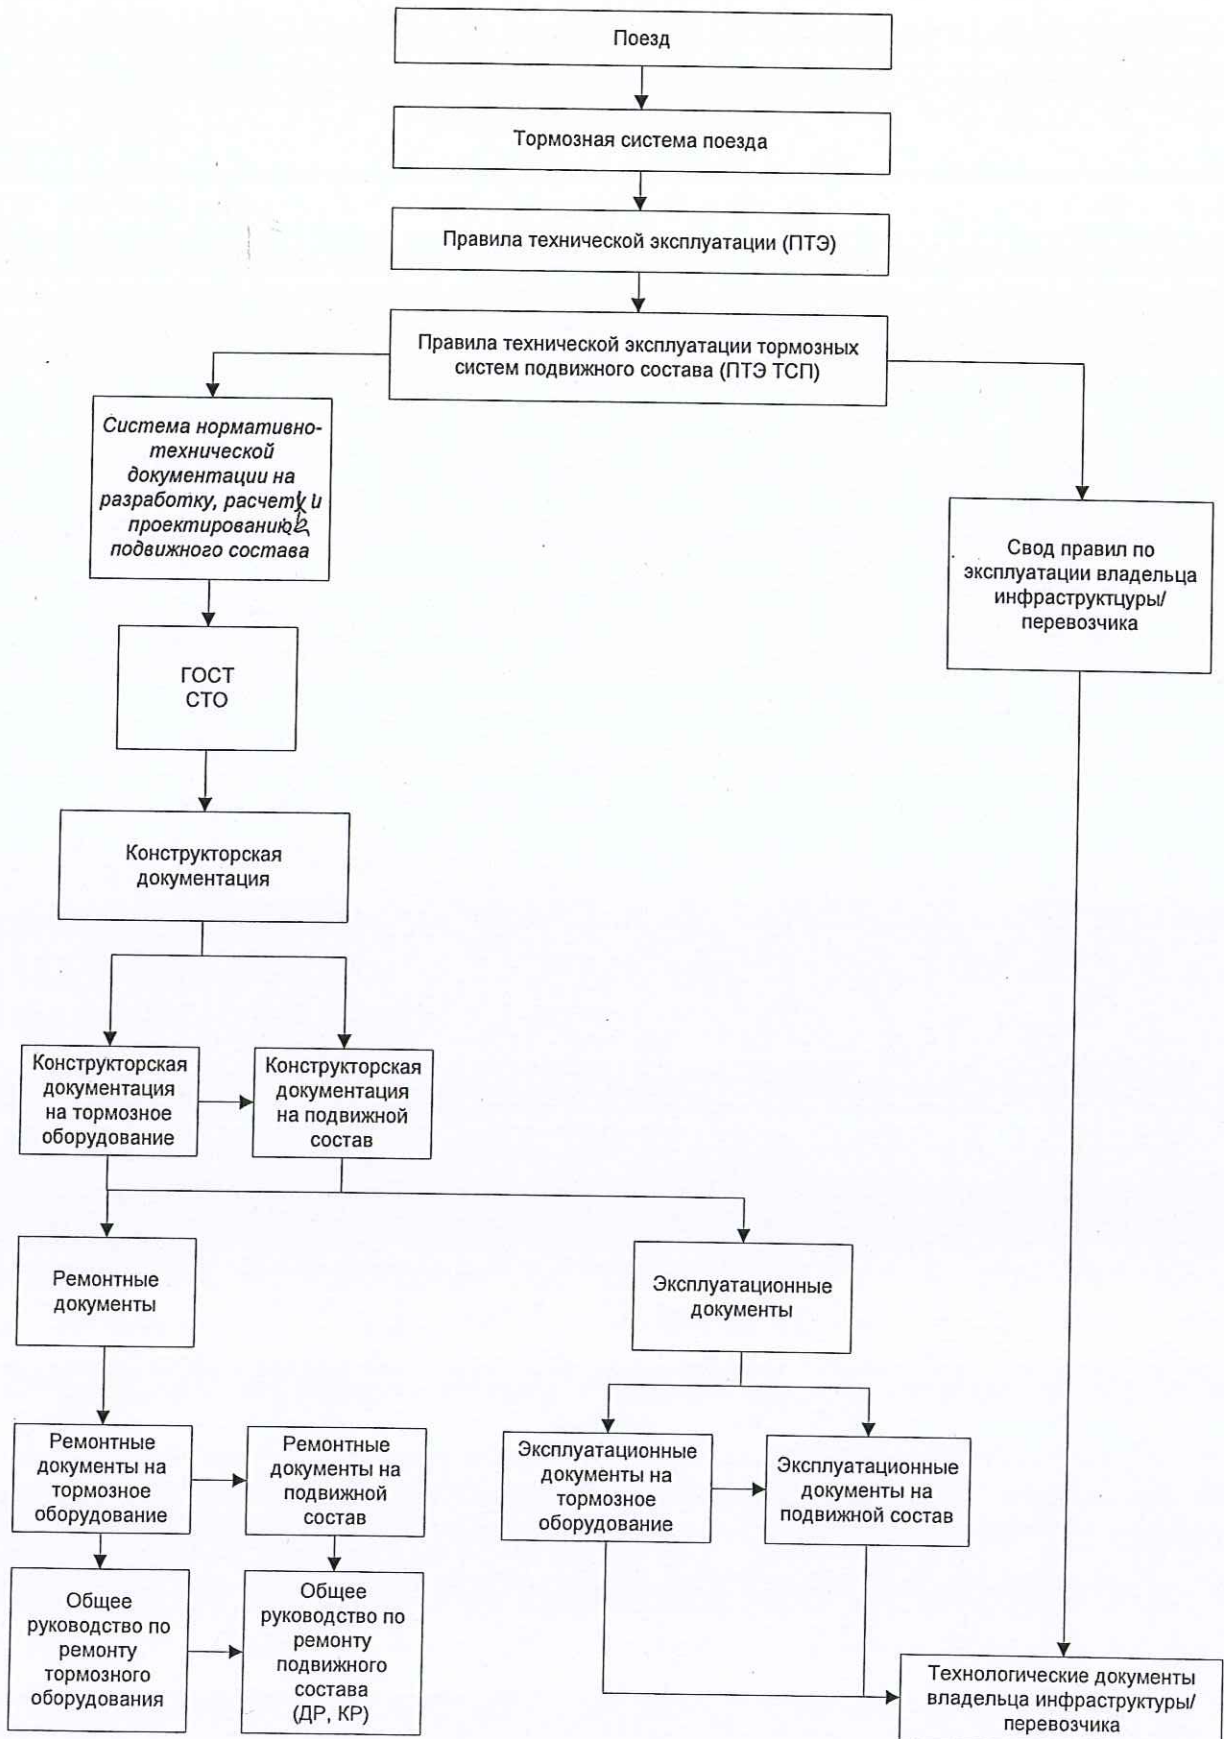 Поезд
Тормозная система поезда
Правила технической эксплуатации (ПТЭ)
Правила технической эксплуатации тормозных
систем подвижного состава (ПТЭ ТСП)
Система нормативно-
технической
документации на
разработку, расчету и
проектированию
подвижного состава
Свод правил по
эксплуатации владельца
инфраструктцуры/
перевозчика
ГОСТ
СТО
Конструкторская
документация
Конструкторская
документация
на тормозное
оборудование
Конструкторская
документация
на подвижной
состав
Ремонтные
документы
Эксплуатационные
документы
Ремонтные
документы на
тормозное
оборудование
Ремонтные
документы на
подвижной
состав
Эксплуатационные
документы на
тормозное
оборудование
Эксплуатационные
документы на
подвижной состав
Общее
руководство по
ремонту
тормозного
оборудования
Общее
руководство по
ремонту
подвижного
состава
(ДР, КР)
Технологические документы
владельца инфраструктуры/
перевозчика